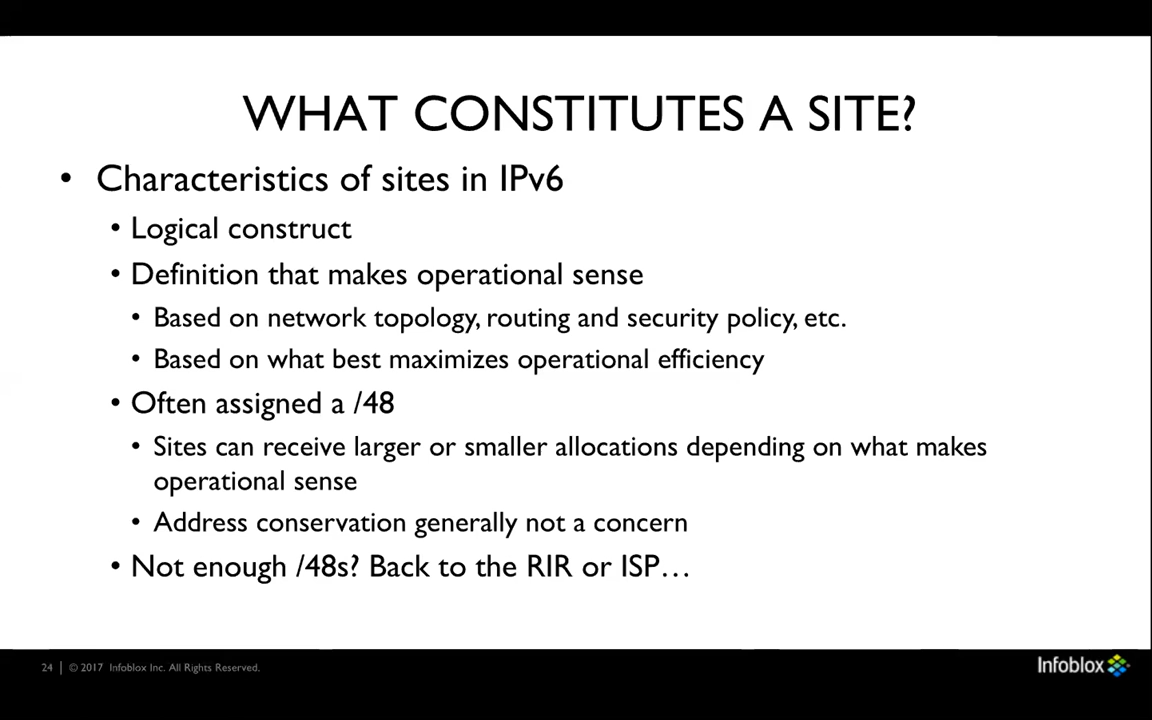 WHAT CONSTITUTES A SITE?
• Characteristics of sites in IPv6
• Logical construct
• Definition that makes operational sense
• Based on network topology, routing and security policy, etc.
• Based on what best maximizes operational efficiency
• Often assigned a /48
• Sites can receive larger or smaller allocations depending on what makes
operational sense
• Address conservation generally not a concern
• Not enough /48s? Back to the RIR or ISP…
24 | © 2017 Infoblox Inc. All Rights Reserved.
Infoblox